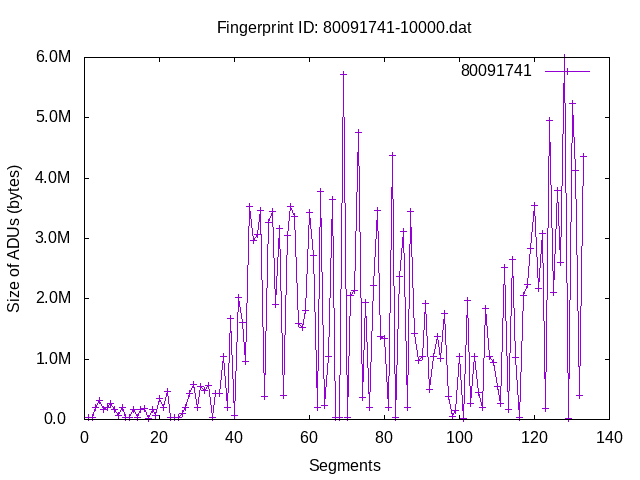 Fingerprint ID: 80091741-10000.dat
6.0M
80091741
5.0M
4.0M
3.0M
2.0M
1.0M
0.0
Size of ADUs (bytes)
0 20 40 60 80 100 120 140
Segments